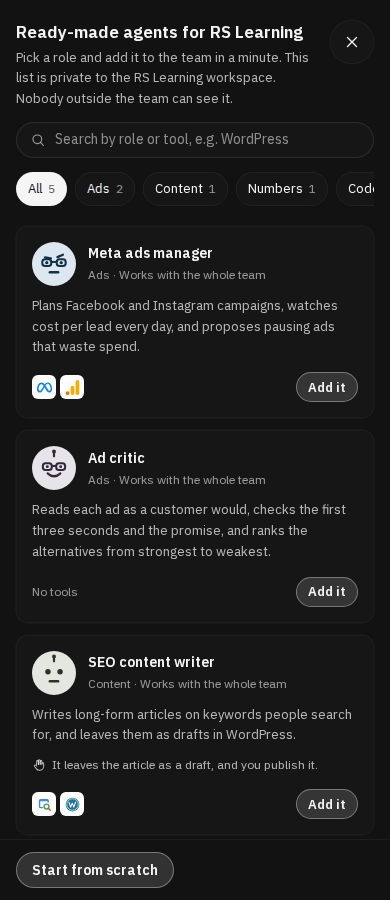 Ready-made agents for RS Learning
Pick a role and add it to the team in a minute. This
list is private to the RS Learning workspace.
Nobody outside the team can see it.
Search by role or tool, e.g. WordPress
All 5
Ads 2
Content 1
Numbers 1
Code
Meta ads manager
Ads · Works with the whole team
Plans Facebook and Instagram campaigns, watches
cost per lead every day, and proposes pausing ads
that waste spend.
Add it
Ad critic
Ads · Works with the whole team
Reads each ad as a customer would, checks the first
three seconds and the promise, and ranks the
alternatives from strongest to weakest.
No tools
Add it
SEO content writer
Content · Works with the whole team
Writes long-form articles on keywords people search
for, and leaves them as drafts in WordPress.
It leaves the article as a draft, and you publish it.
Add it
Start from scratch